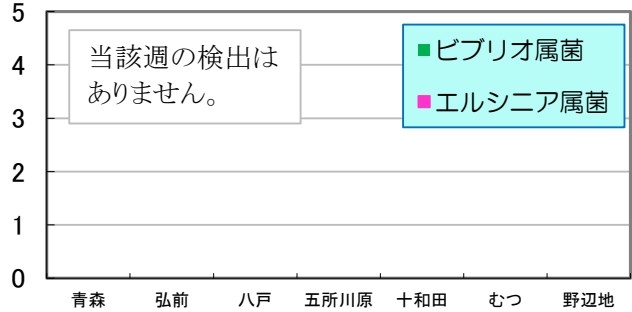 5
当該週の検出は
ありません。
ビブリオ属菌
エルシニア属菌
4
3
2
1
0
青森 弘前 八戸 五所川原 十和田 むつ 野辺地